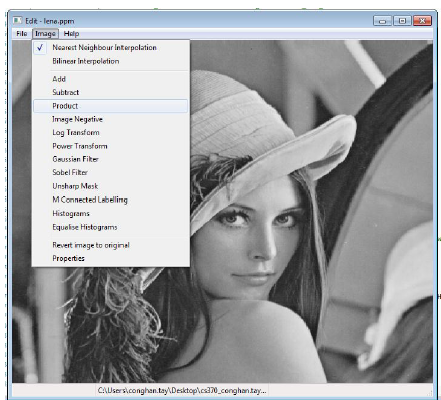 Edit - lena.ppm
File Image Help
Nearest Neighbour Interpolation
Bilinear Interpolation
Add
Subtract
Product
Image Negative
Log Transform
Power Transform
Gaussian Filter
Sobel Filter
Unsharp Mask
M Connected Labelling
Histograms
Equalise Histograms
Revert image to original
Properties
C:\Users\conghan.tay\Desktop\cs370_conghan.tay...